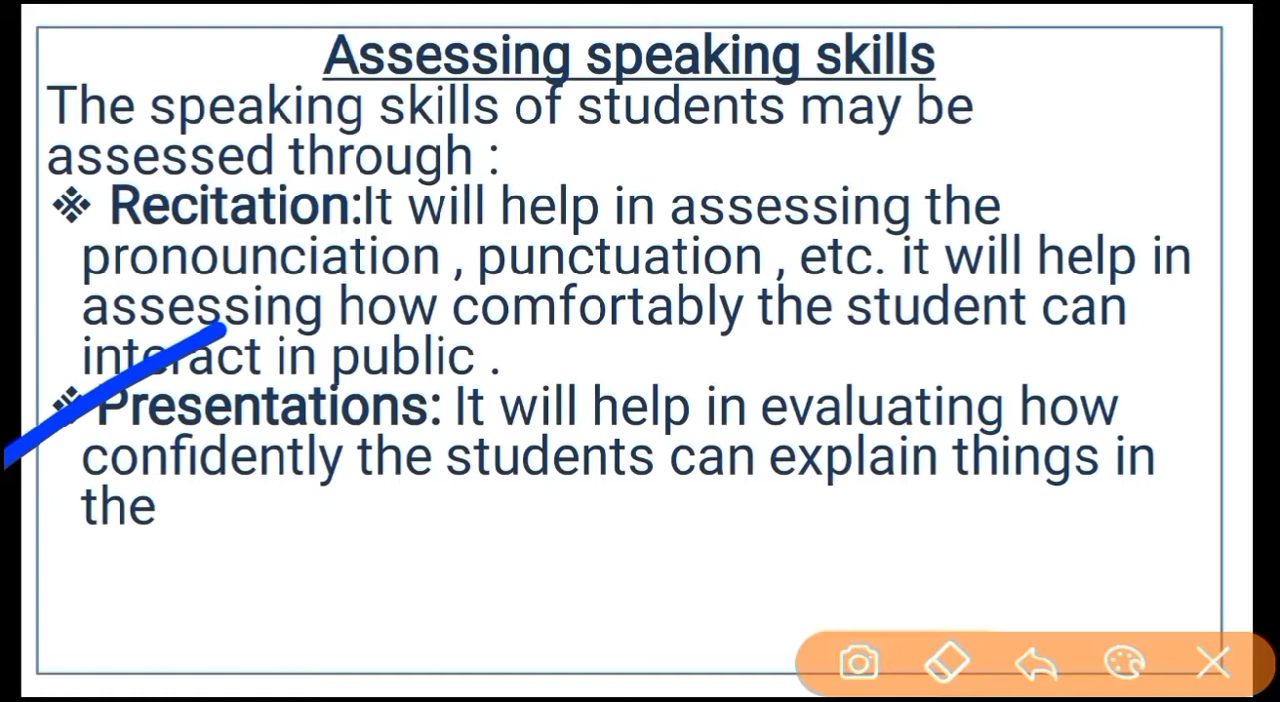 Assessing speaking skills
The speaking skills of students may be
assessed through :
❖ Recitation:It will help in assessing the
pronounciation , punctuation , etc. it will help in
assessing how comfortably the student can
interact in public .
❖ Presentations: It will help in evaluating how
confidently the students can explain things in
the